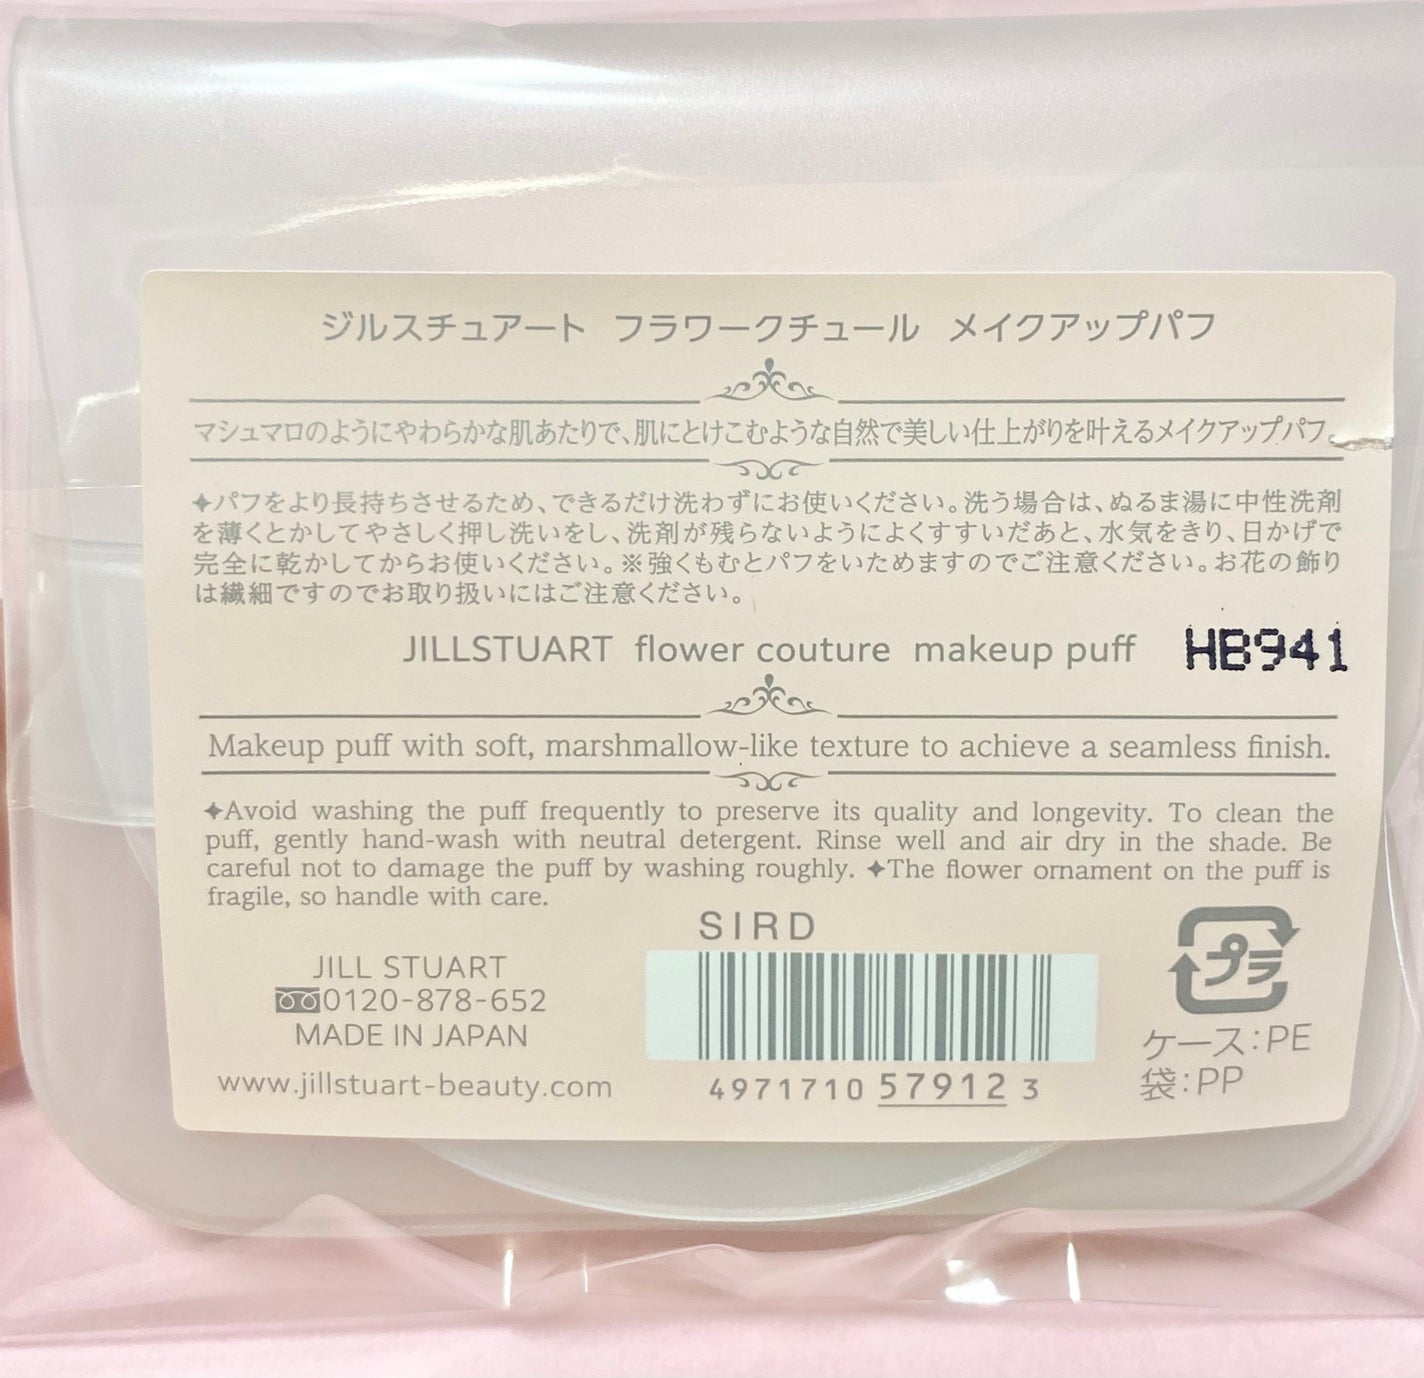 ジルスチュアート フラワークチュール メイクアップパフ
マシュマロのようにやわらかな肌あたりで、肌にとけこむような自然で美しい仕上がりを叶えるメイクアップパフ。
✦パフをより長持ちさせるため、できるだけ洗わずにお使いください。洗う場合は、ぬるま湯に中性洗剤
を薄くとかしてやさしく押し洗いをし、洗剤が残らないようによくすすいだあと、水気をきり、日かげで
完全に乾かしてからお使いください。※強くもむとパフをいためますのでご注意ください。お花の飾り
は繊細ですのでお取り扱いにはご注意ください。
JILLSTUART flower couture makeup puff HB941
Makeup puff with soft, marshmallow-like texture to achieve a seamless finish.
✦Avoid washing the puff frequently to preserve its quality and longevity. To clean the
puff, gently hand-wash with neutral detergent. Rinse well and air dry in the shade. Be
careful not to damage the puff by washing roughly. ✦The flower ornament on the puff is
fragile, so handle with care.
SIRD
JILL STUART
0120-878-652
MADE IN JAPAN
www.jillstuart-beauty.com
4971710 57912 3
プラ
ケース:PE
袋:PP